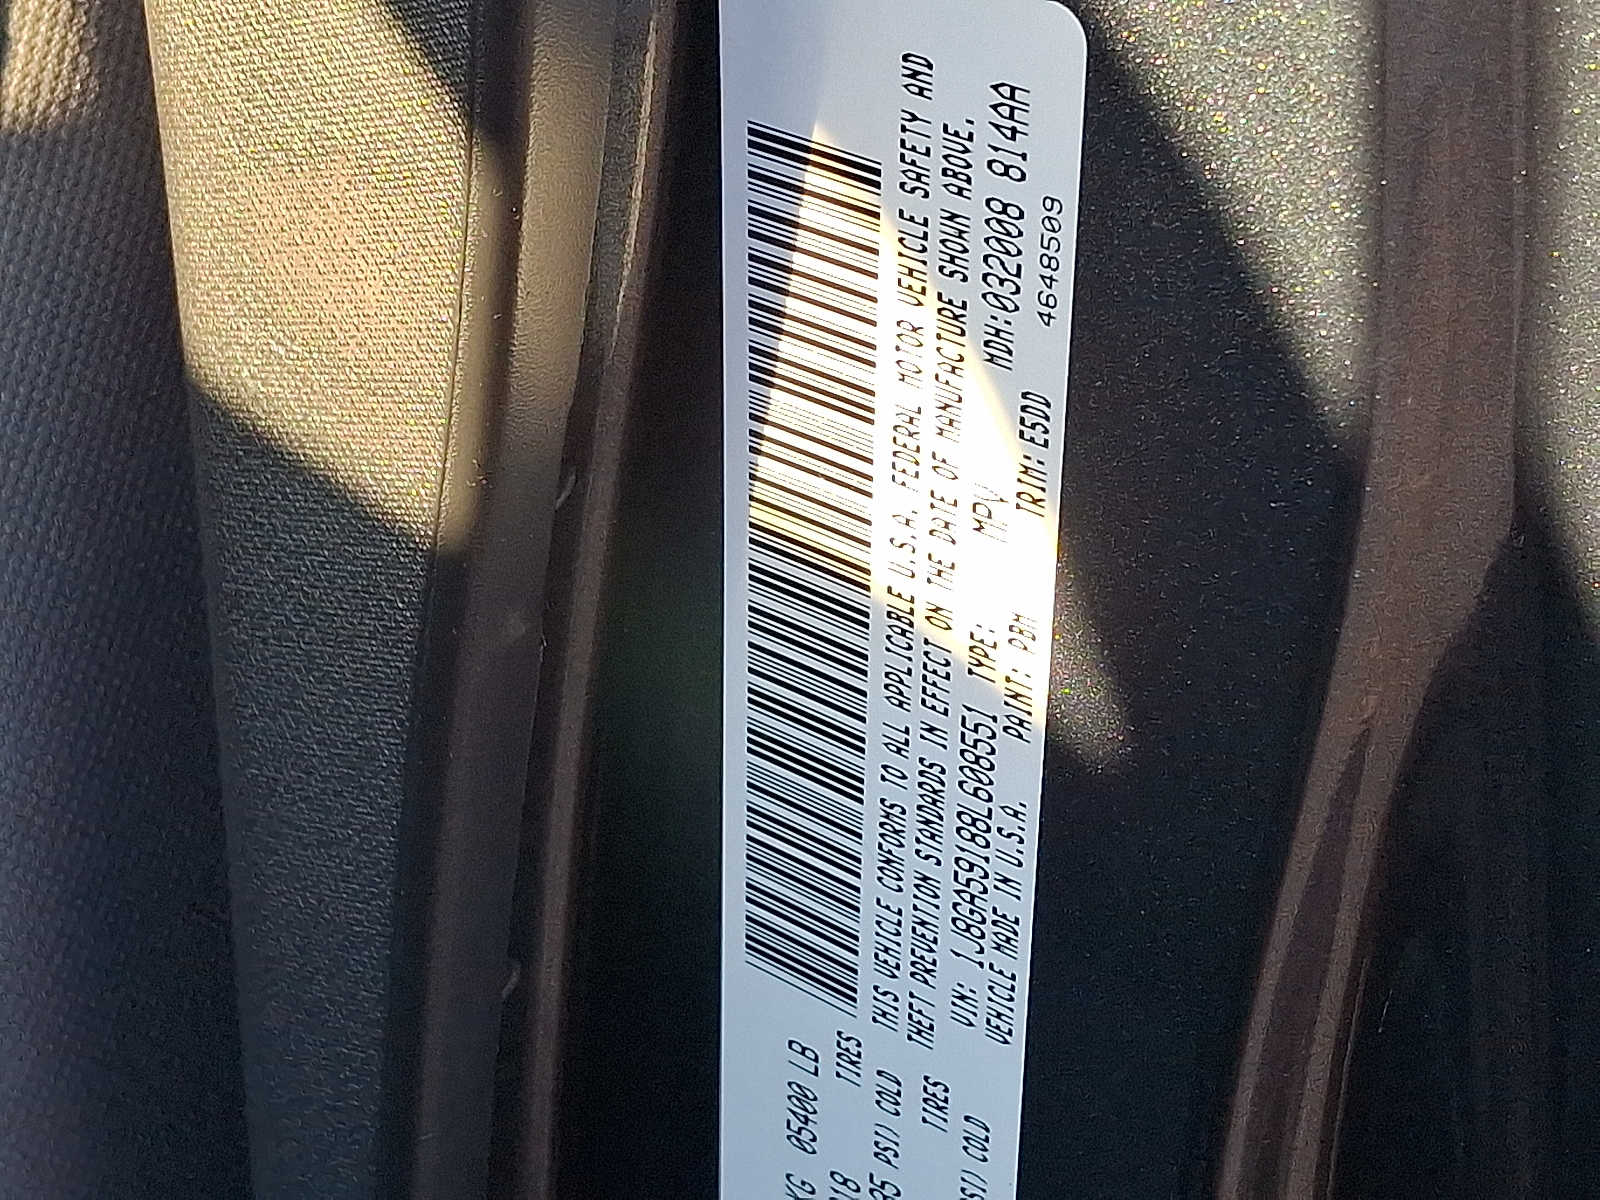 KG 05400 LB
18 TIRES
35 PSI) COLD
THIS VEHICLE CONFORMS TO ALL APPLICABLE U.S.A. FEDERAL MOTOR VEHICLE SAFETY AND
THEFT PREVENTION STANDARDS IN EFFECT ON THE DATE OF MANUFACTURE SHOWN ABOVE.
TIRES
VIN: 1J8GA59188L608551 TYPE: MPV MDH: 032008 814AA
PSI) COLD
VEHICLE MADE IN U.S.A. PAINT: PBM TRIM: E5DD 4648509